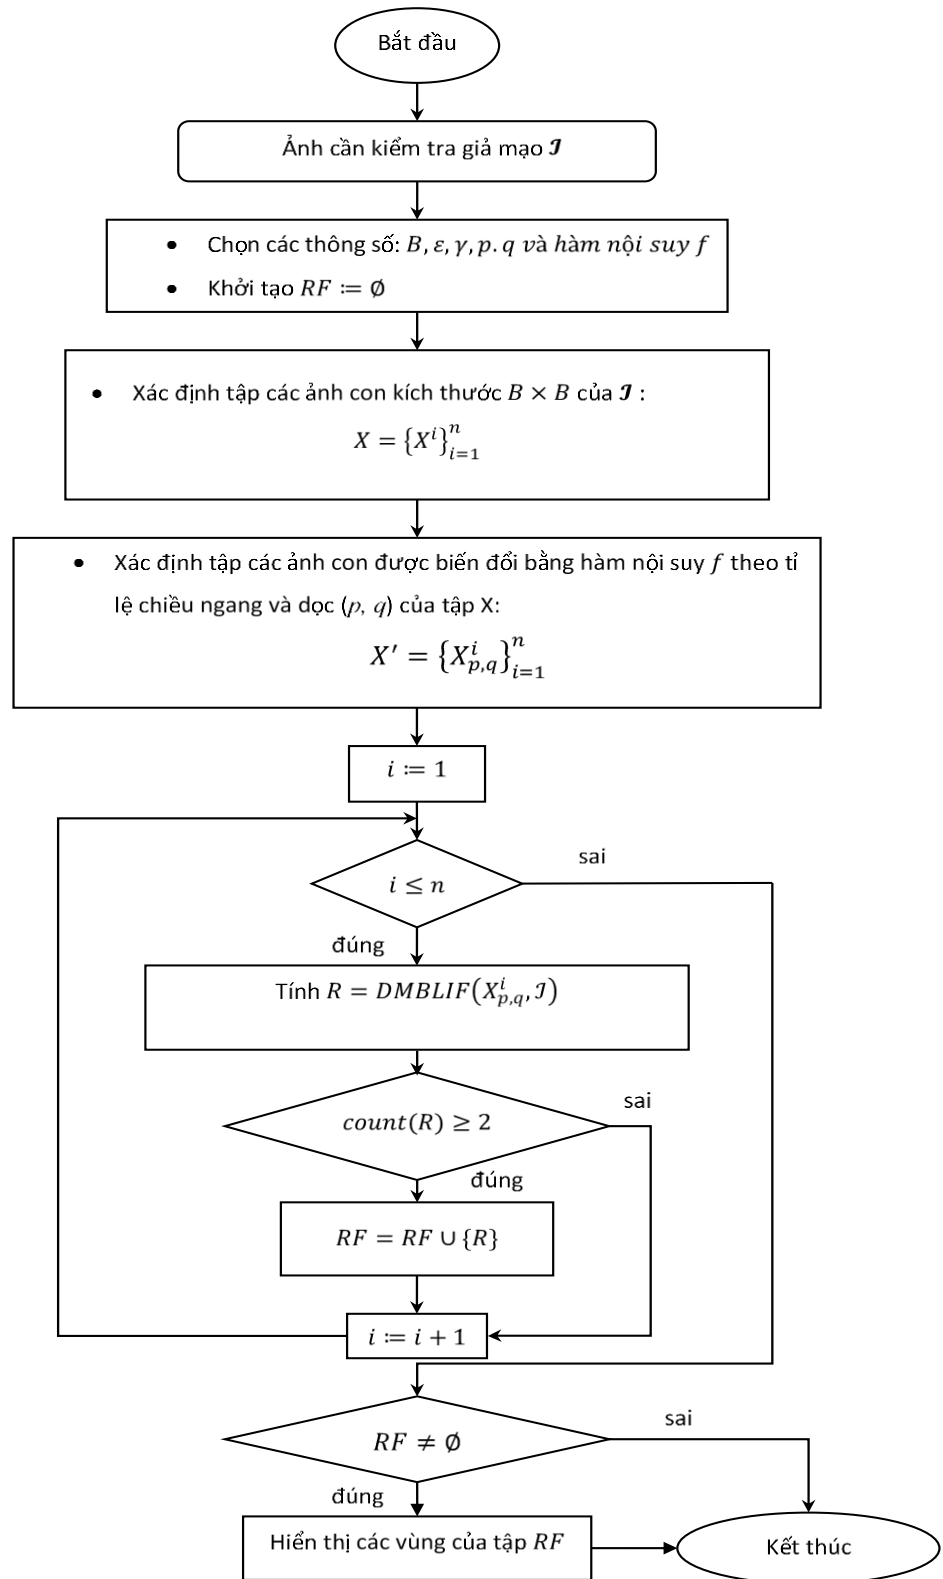 Bắt đầu
Ảnh cần kiểm tra giả mạo 𝓘
• Chọn các thông số: B, ε, γ, p. q và hàm nội suy f
• Khởi tạo RF ≔ ∅
• Xác định tập các ảnh con kích thước B × B của 𝓘 :
X = {X^i}_{i=1}^n
• Xác định tập các ảnh con được biến đổi bằng hàm nội suy f theo tỉ
lệ chiều ngang và dọc (p, q) của tập X:
X′ = {X_{p,q}^i}_{i=1}^n
i ≔ 1
i ≤ n
sai
đúng
Tính R = DMBLIF(X_{p,q}^i, ℐ)
count(R) ≥ 2
sai
đúng
RF = RF ∪ {R}
i ≔ i + 1
RF ≠ ∅
sai
đúng
Hiển thị các vùng của tập RF
Kết thúc